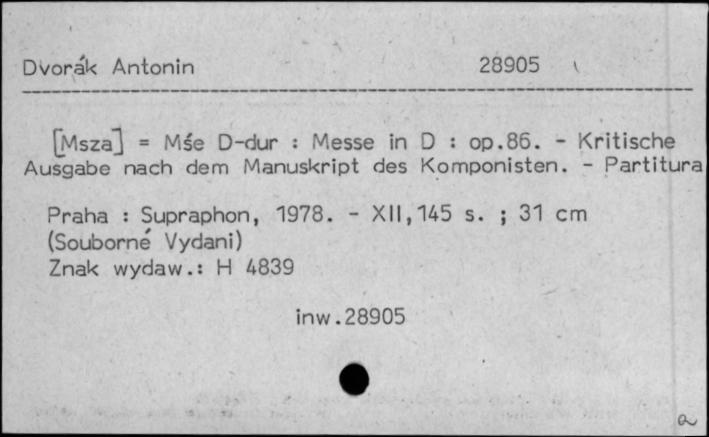 Dvorák Antonin 28905
[Msza] = Mśe D-dur : Messe in D : op.86. - Kritische
Ausgabe nach dem Manuskript des Komponisten. - Partitura
Praha : Supraphon, 1978. - XII,145 s. ; 31 cm
(Souborné Vydani)
Znak wydaw.: H 4839
inw.28905
a